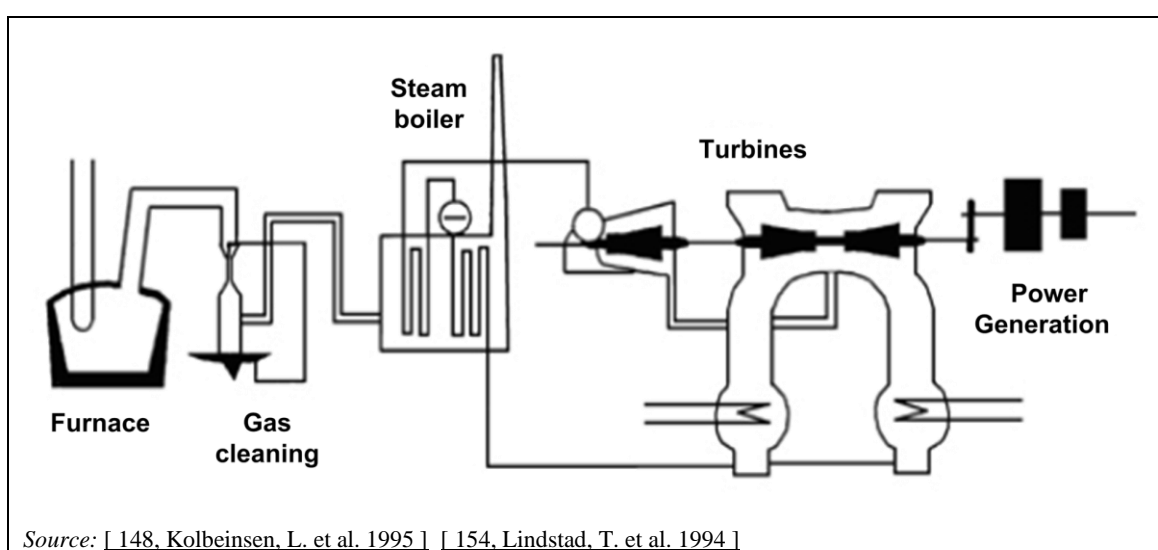 Steam
boiler
Turbines
Power
Generation
Furnace
Gas
cleaning
Source: [ 148, Kolbeinsen, L. et al. 1995 ] [ 154, Lindstad, T. et al. 1994 ]